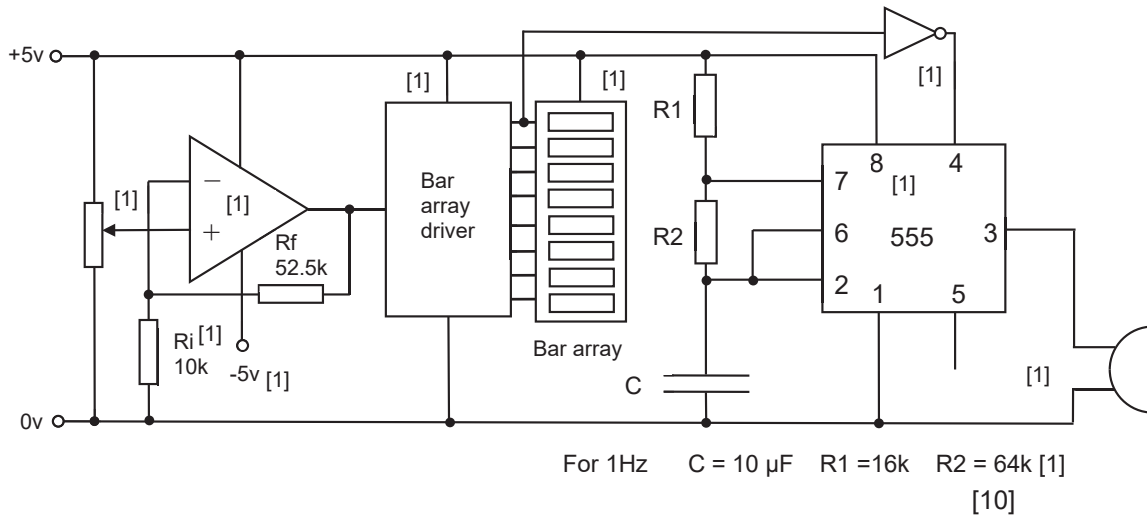 +5v
[1]
[1]
[1]
R1
[1]
−
+
[1]
Rf
52.5k
Bar
array
driver
R2
7
6
2
8
4
[1]
555
3
1
5
Ri [1]
10k
-5v [1]
Bar array
C
[1]
0v
For 1Hz C = 10 µF R1 =16k R2 = 64k [1]
[10]